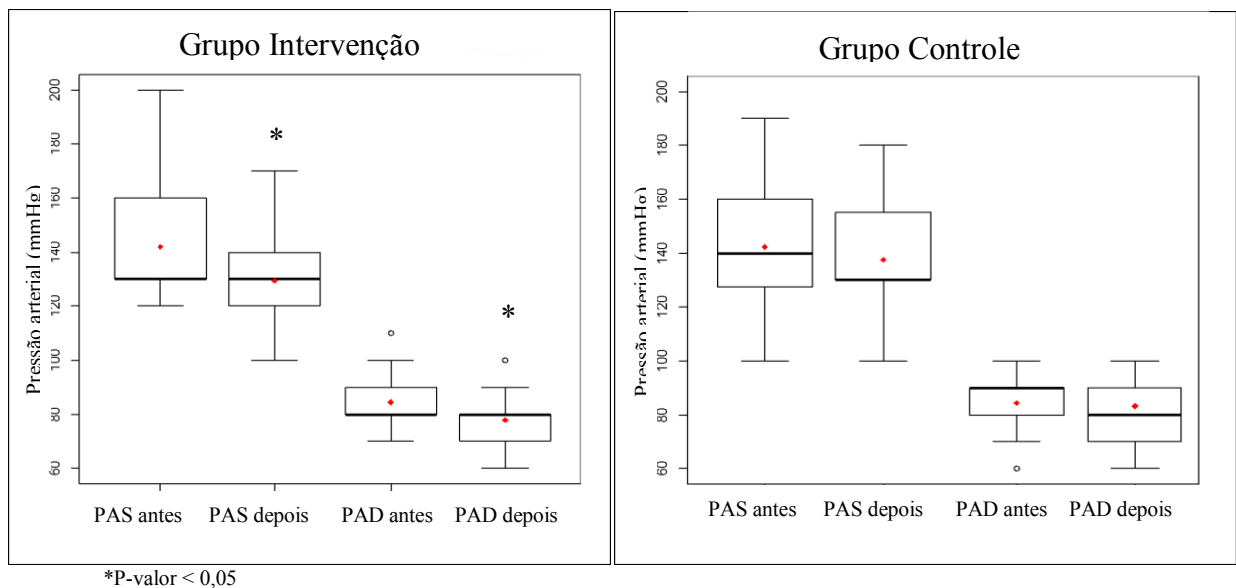 Grupo Intervenção
Pressão arterial (mmHg)
200
180
160
140
120
100
80
60
*
*
PAS antes
PAS depois
PAD antes
PAD depois
Grupo Controle
Pressão arterial (mmHg)
200
180
160
140
120
100
80
60
PAS antes
PAS depois
PAD antes
PAD depois
*P-valor < 0,05